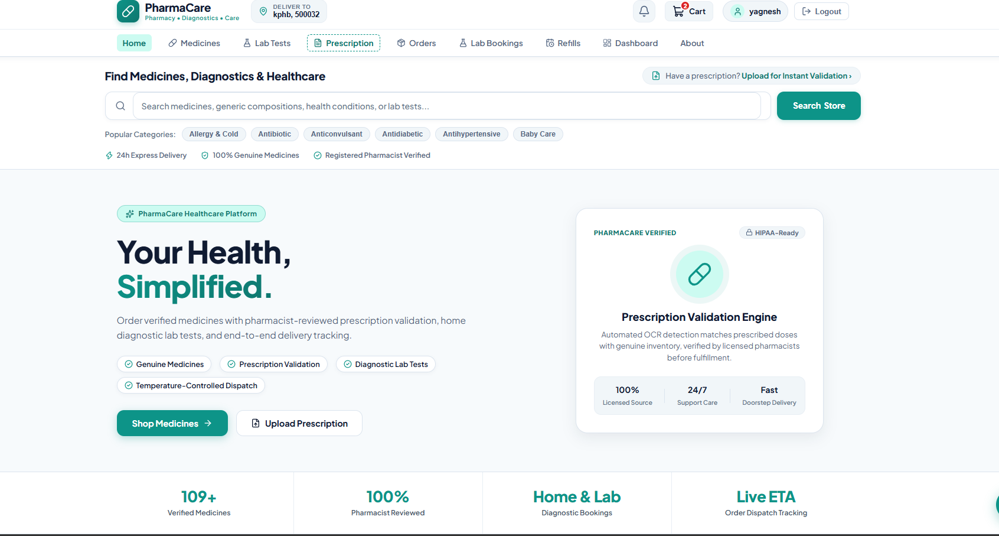 PharmaCare
Pharmacy • Diagnostics • Care
DELIVER TO
kphb, 500032
2
Cart
yagnesh
Logout
Home
Medicines
Lab Tests
Prescription
Orders
Lab Bookings
Refills
Dashboard
About
Find Medicines, Diagnostics & Healthcare
Have a prescription? Upload for Instant Validation ›
Search medicines, generic compositions, health conditions, or lab tests...
Search Store
Popular Categories:
Allergy & Cold
Antibiotic
Anticonvulsant
Antidiabetic
Antihypertensive
Baby Care
24h Express Delivery
100% Genuine Medicines
Registered Pharmacist Verified
PharmaCare Healthcare Platform
Your Health,
Simplified.
Order verified medicines with pharmacist-reviewed prescription validation, home
diagnostic lab tests, and end-to-end delivery tracking.
Genuine Medicines
Prescription Validation
Diagnostic Lab Tests
Temperature-Controlled Dispatch
Shop Medicines
Upload Prescription
PHARMACARE VERIFIED
HIPAA-Ready
Prescription Validation Engine
Automated OCR detection matches prescribed doses
with genuine inventory, verified by licensed pharmacists
before fulfillment.
100%
Licensed Source
24/7
Support Care
Fast
Doorstep Delivery
109+
Verified Medicines
100%
Pharmacist Reviewed
Home & Lab
Diagnostic Bookings
Live ETA
Order Dispatch Tracking